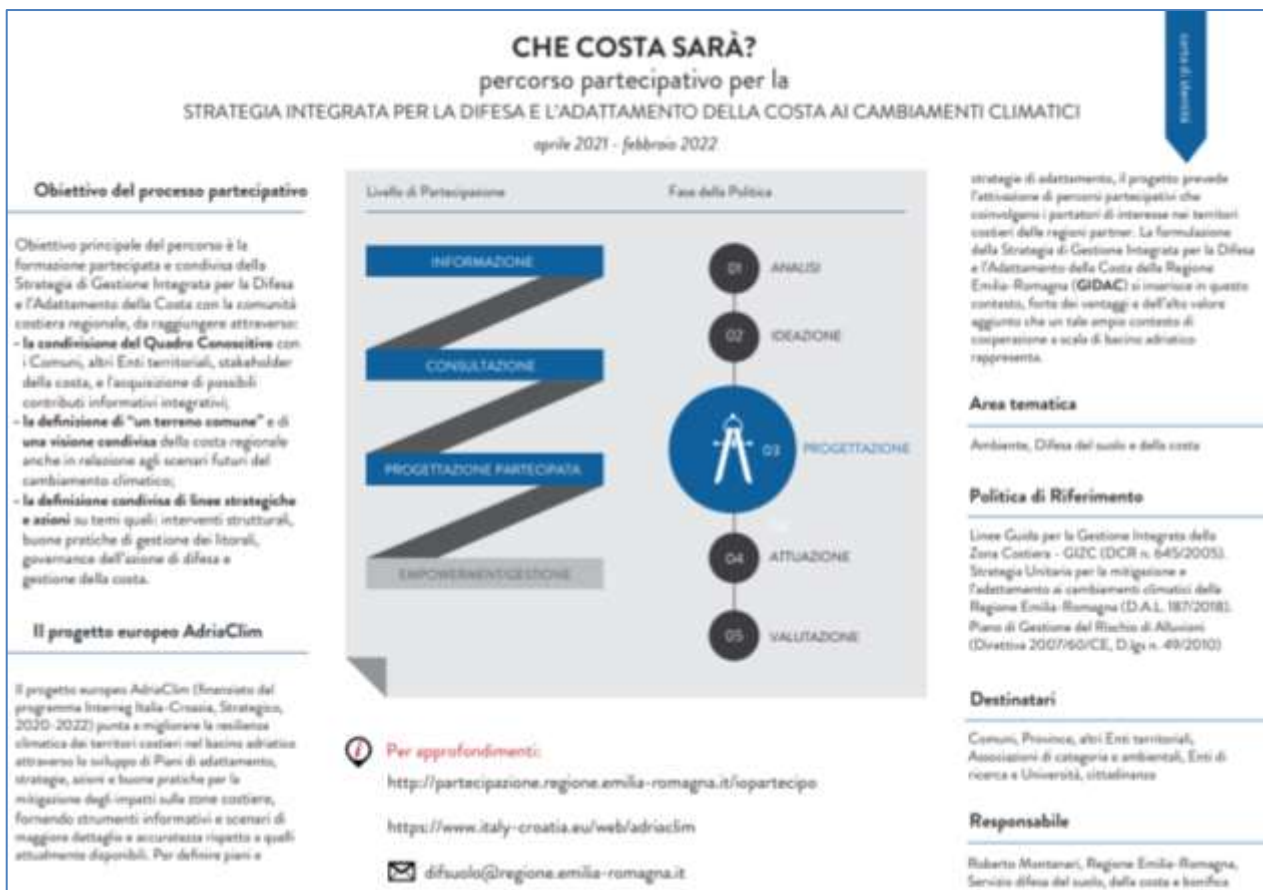 CHE COSTA SARÀ?
percorso partecipativo per la
STRATEGIA INTEGRATA PER LA DIFESA E L'ADATTAMENTO DELLA COSTA AI CAMBIAMENTI CLIMATICI
aprile 2021 - febbraio 2022
carta di identità
Obiettivo del processo partecipativo
Obiettivo principale del percorso è la
formazione partecipata e condivisa della
Strategia di Gestione Integrata per la Difesa
e l'Adattamento della Costa con la comunità
costiera regionale, da raggiungere attraverso:
- la condivisione del Quadro Conoscitivo con
i Comuni, altri Enti territoriali, stakeholder
della costa, e l'acquisizione di possibili
contributi informativi integrativi;
- la definizione di "un terreno comune" e di
una visione condivisa della costa regionale
anche in relazione agli scenari futuri del
cambiamento climatico;
- la definizione condivisa di linee strategiche
e azioni su temi quali: interventi strutturali,
buone pratiche di gestione dei litorali,
governance dell'azione di difesa e
gestione della costa.
Il progetto europeo AdriaClim
Il progetto europeo AdriaClim (finanziato dal
programma Interreg Italia-Croazia, Strategico,
2020-2022) punta a migliorare la resilienza
climatica dei territori costieri nel bacino adriatico
attraverso lo sviluppo di Piani di adattamento,
strategie, azioni e buone pratiche per la
mitigazione degli impatti sulle zone costiere,
fornendo strumenti informativi e scenari di
maggiore dettaglio e accuratezza rispetto a quelli
attualmente disponibili. Per definire piani e
Livello di Partecipazione
INFORMAZIONE
CONSULTAZIONE
PROGETTAZIONE PARTECIPATA
EMPOWERMENT/GESTIONE
Fase della Politica
01 ANALISI
02 IDEAZIONE
03 PROGETTAZIONE
04 ATTUAZIONE
05 VALUTAZIONE
Per approfondimenti:
http://partecipazione.regione.emilia-romagna.it/iopartecipo
https://www.italy-croatia.eu/web/adriaclim
difsuolo@regione.emilia-romagna.it
strategie di adattamento, il progetto prevede
l'attivazione di percorsi partecipativi che
coinvolgano i portatori di interesse nei territori
costieri delle regioni partner. La formulazione
della Strategia di Gestione Integrata per la Difesa
e l'Adattamento della Costa della Regione
Emilia-Romagna (GIDAC) si inserisce in questo
contesto, forte dei vantaggi e dell'alto valore
aggiunto che un tale ampio contesto di
cooperazione a scala di bacino adriatico
rappresenta.
Area tematica
Ambiente, Difesa del suolo e della costa
Politica di Riferimento
Linee Guida per la Gestione Integrata della
Zona Costiera - GIZC (DCR n. 645/2005).
Strategia Unitaria per la mitigazione e
l'adattamento ai cambiamenti climatici della
Regione Emilia-Romagna (D.A.L. 187/2018).
Piano di Gestione del Rischio di Alluvioni
(Direttiva 2007/60/CE, D.lgs n. 49/2010)
Destinatari
Comuni, Province, altri Enti territoriali,
Associazioni di categoria e ambientali, Enti di
ricerca e Università, cittadinanza
Responsabile
Roberto Montanari, Regione Emilia-Romagna,
Servizio difesa del suolo, della costa e bonifica